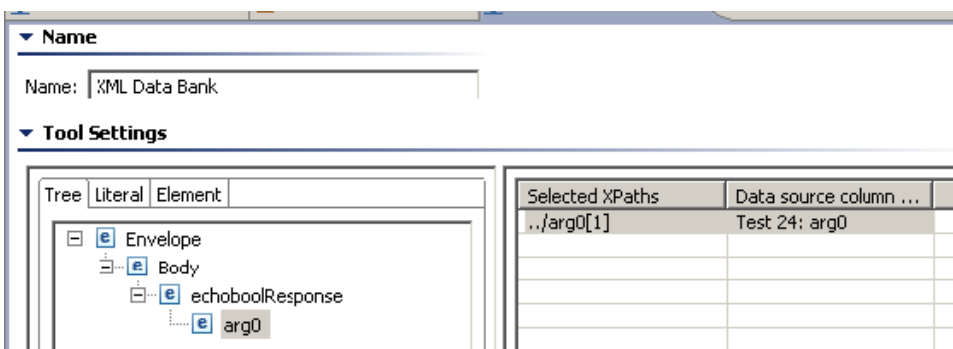 Name
Name: XML Data Bank
Tool Settings
Tree Literal Element
Envelope
Body
echoboolResponse
arg0
Selected XPaths Data source column ...
../arg0[1] Test 24: arg0